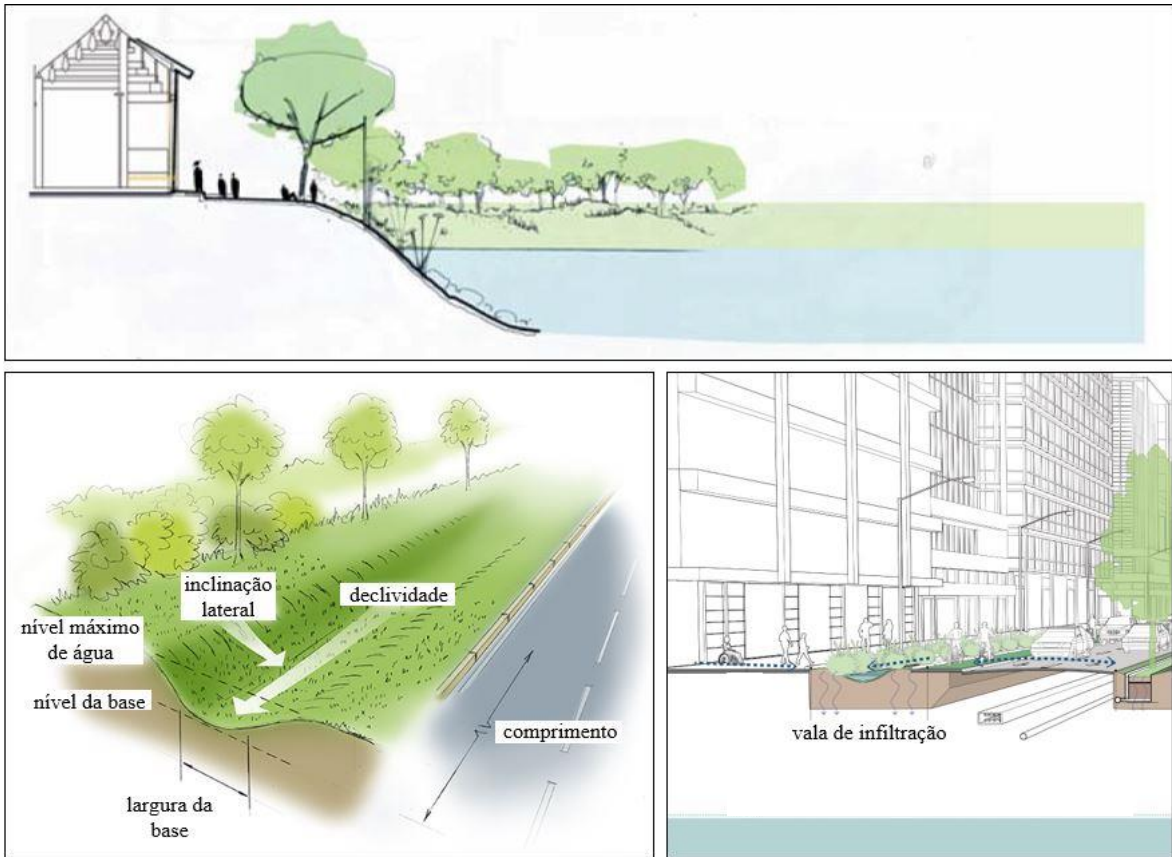 inclinação
lateral
declividade
nível máximo
de água
nível da base
comprimento
largura da
base
vala de infiltração